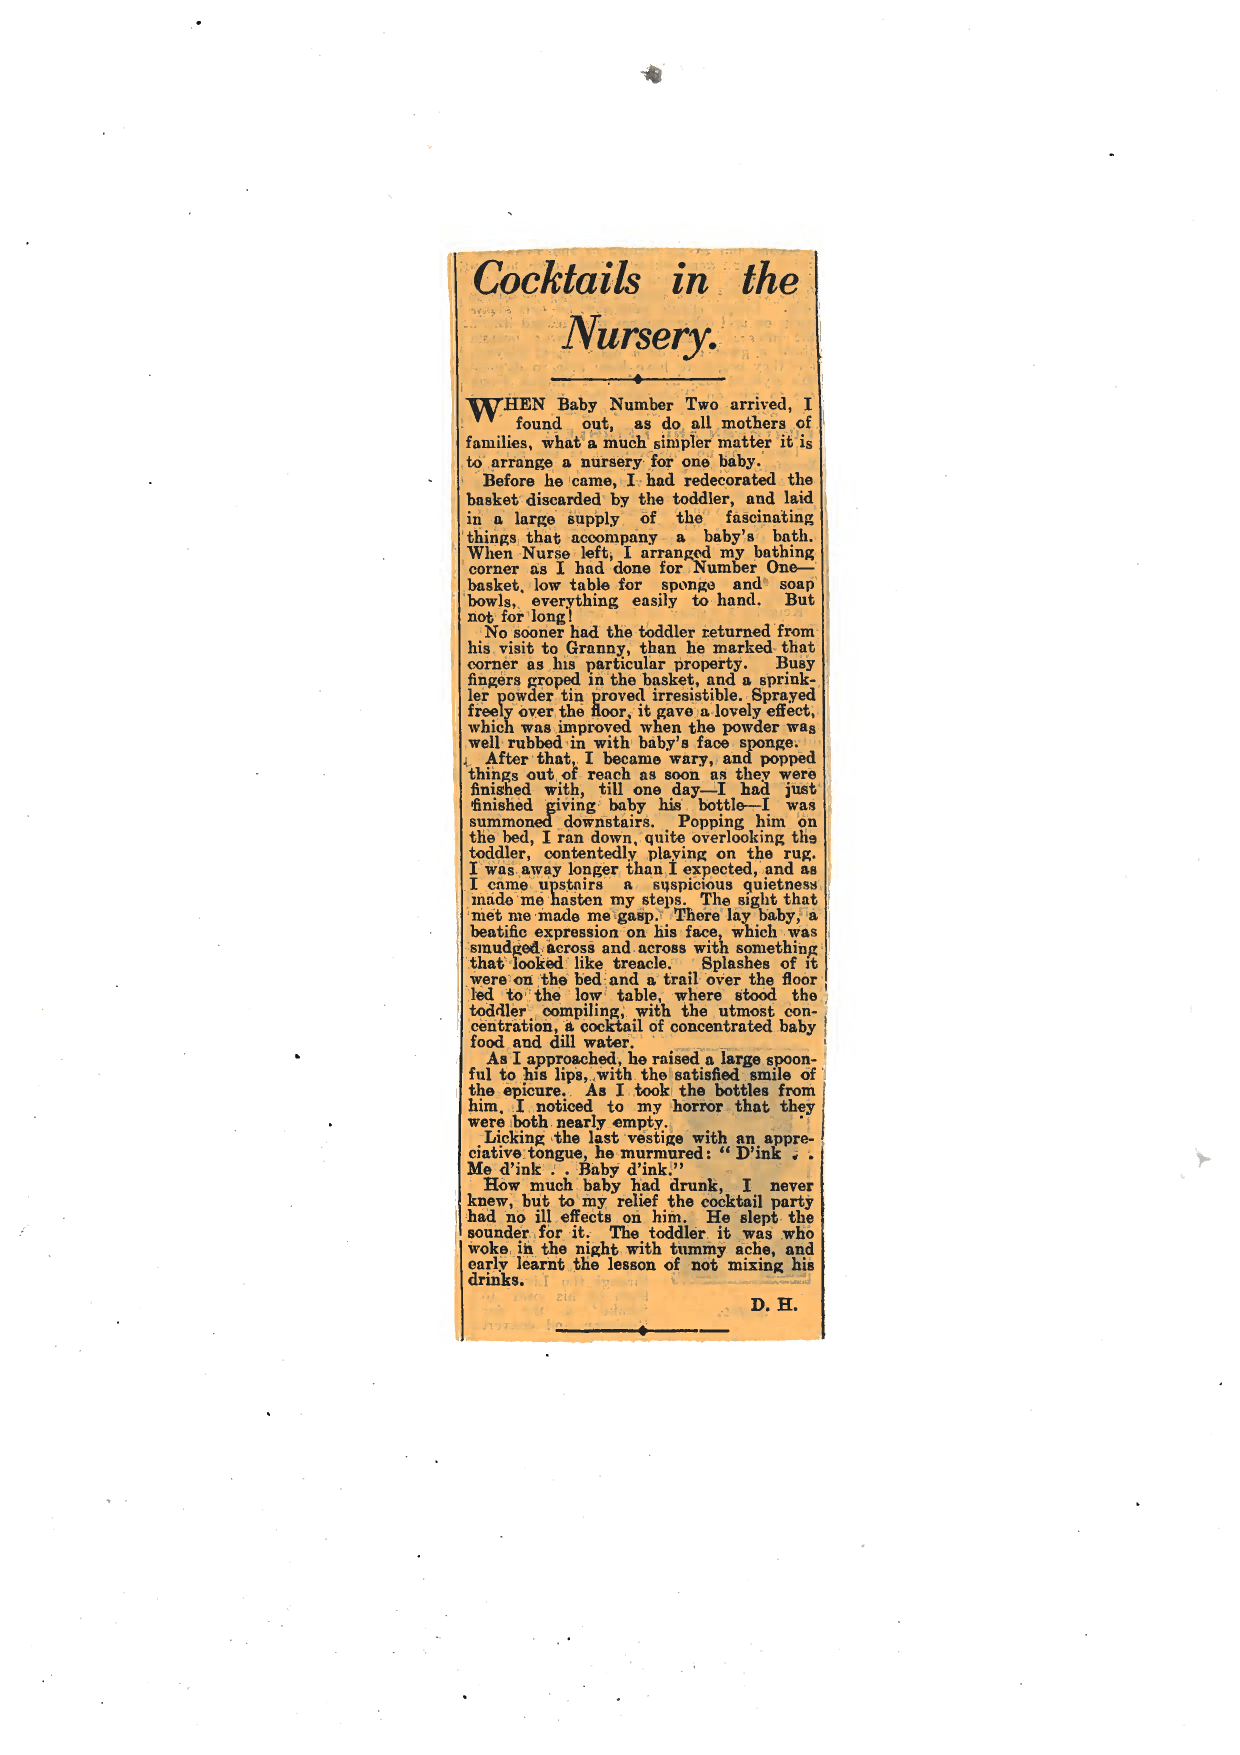 Cocktails in the
Nursery.
WHEN Baby Number Two arrived, I
found out, as do all mothers of
families, what a much simpler matter it is
to arrange a nursery for one baby.
Before he came, I had redecorated the
basket discarded by the toddler, and laid
in a large supply of the fascinating
things that accompany a baby's bath.
When Nurse left, I arranged my bathing
corner as I had done for Number One—
basket, low table for sponge and soap
bowls, everything easily to hand. But
not for long!
No sooner had the toddler returned from
his visit to Granny, than he marked that
corner as his particular property. Busy
fingers groped in the basket, and a sprink-
ler powder tin proved irresistible. Sprayed
freely over the floor, it gave a lovely effect,
which was improved when the powder was
well rubbed in with baby's face sponge.
After that, I became wary, and popped
things out of reach as soon as they were
finished with, till one day—I had just
finished giving baby his bottle—I was
summoned downstairs. Popping him on
the bed, I ran down, quite overlooking the
toddler, contentedly playing on the rug.
I was away longer than I expected, and as
I came upstairs a suspicious quietness
made me hasten my steps. The sight that
met me made me gasp. There lay baby, a
beatific expression on his face, which was
smudged across and across with something
that looked like treacle. Splashes of it
were on the bed and a trail over the floor
led to the low table, where stood the
toddler compiling, with the utmost con-
centration, a cocktail of concentrated baby
food and dill water.
As I approached, he raised a large spoon-
ful to his lips, with the satisfied smile of
the epicure. As I took the bottles from
him, I noticed to my horror that they
were both nearly empty.
Licking the last vestige with an appre-
ciative tongue, he murmured: "D'ink . .
Me d'ink . . Baby d'ink."
How much baby had drunk, I never
knew, but to my relief the cocktail party
had no ill effects on him. He slept the
sounder for it. The toddler it was who
woke in the night with tummy ache, and
early learnt the lesson of not mixing his
drinks.
D. H.